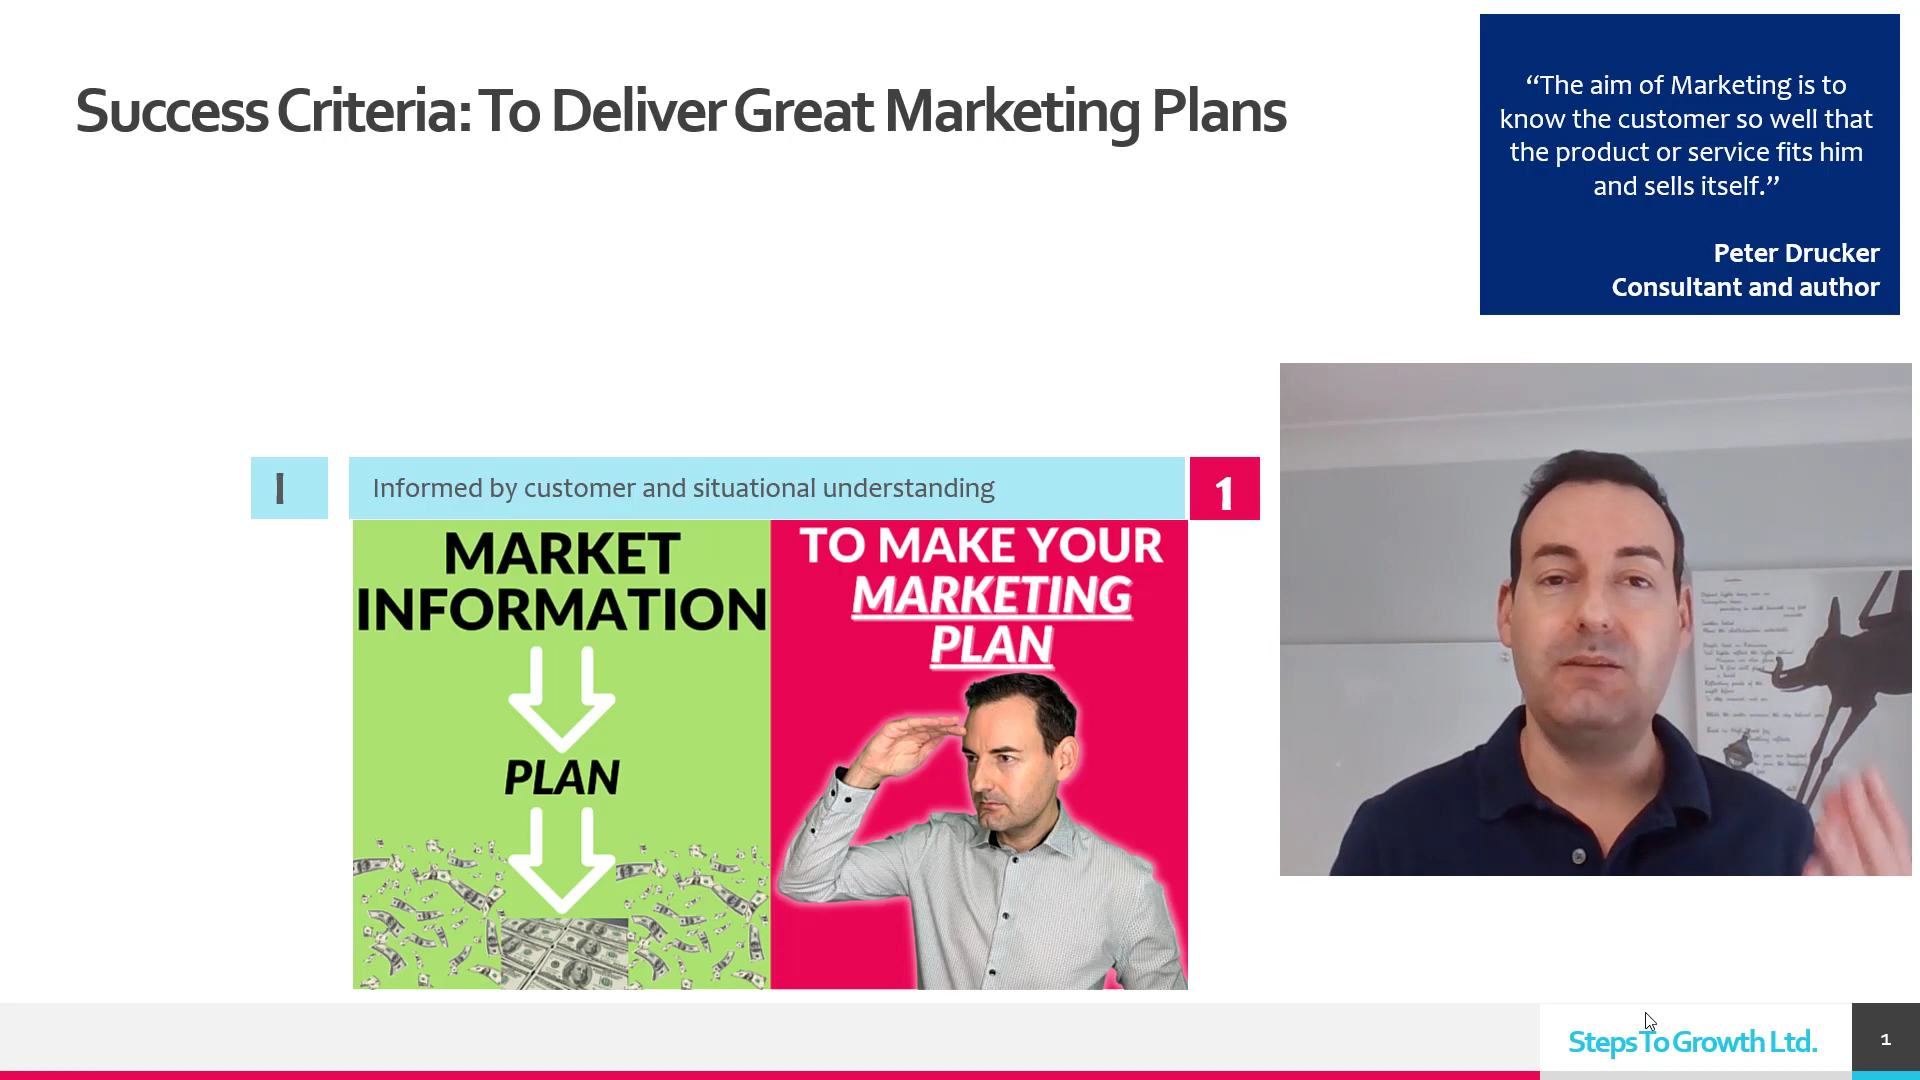 Success Criteria: To Deliver Great Marketing Plans
“The aim of Marketing is to
know the customer so well that
the product or service fits him
and sells itself.”
Peter Drucker
Consultant and author
I
Informed by customer and situational understanding
1
MARKET
INFORMATION
PLAN
TO MAKE YOUR
MARKETING
PLAN
Steps To Growth Ltd.
1